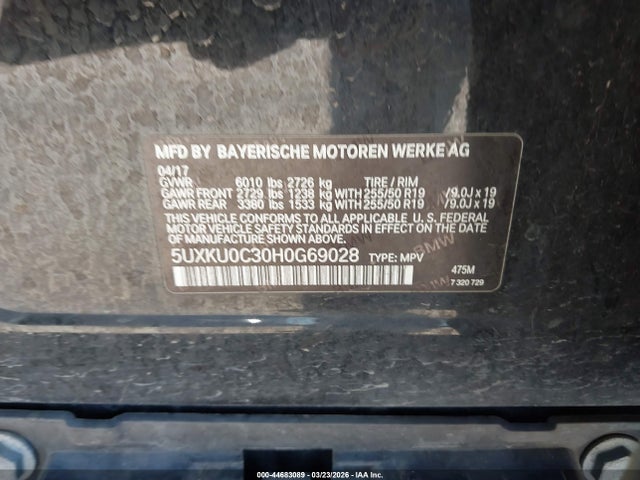 MFD BY BAYERISCHE MOTOREN WERKE AG
04/17
GVWR 6010 lbs 2726 kg TIRE / RIM
GAWR FRONT 2729 lbs 1238 kg WITH 255/50 R19 /9.0J x 19
GAWR REAR 3380 lbs 1533 kg WITH 255/50 R19 /9.0J x 19
THIS VEHICLE CONFORMS TO ALL APPLICABLE U. S. FEDERAL
MOTOR VEHICLE SAFETY STANDARDS IN EFFECT ON
THE DATE OF MANUFACTURE SHOWN ABOVE.
5UXKU0C30H0G69028 TYPE: MPV
475M
7 320 729
000-44683089 | 03/23/2026 | IAA Inc.